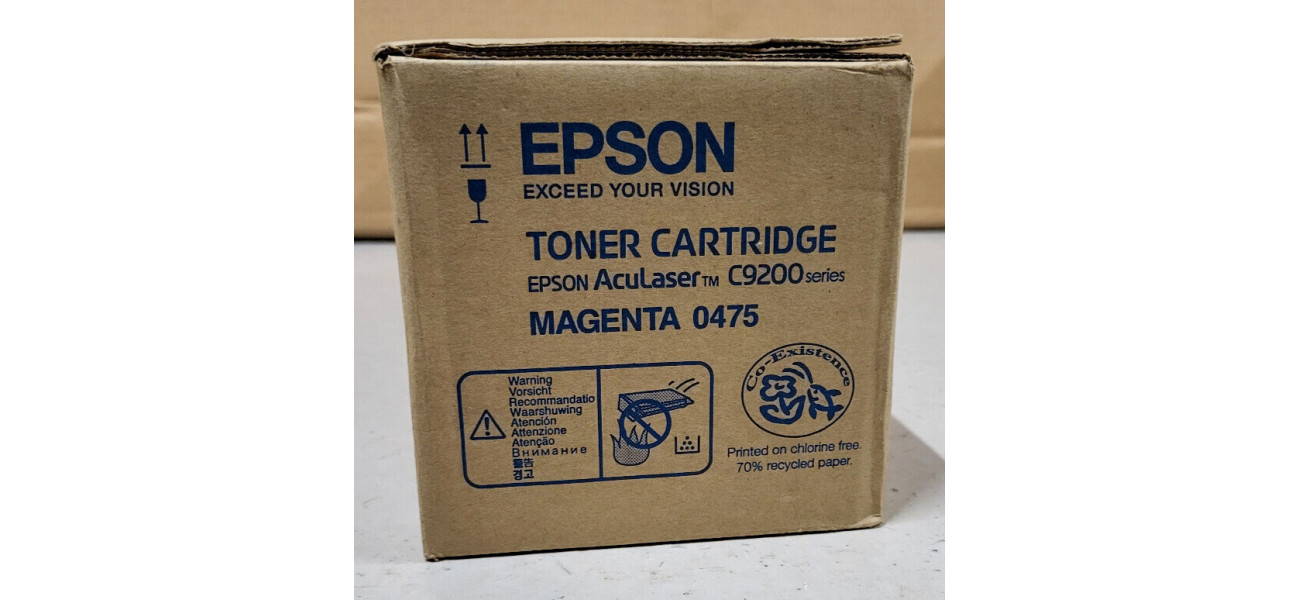 EPSON
EXCEED YOUR VISION
TONER CARTRIDGE
EPSON AcuLaser™ C9200 series
MAGENTA 0475
Warning
Vorsicht
Recommandatio
Waarshuwing
Atención
Attenzione
Atenção
Внимание
警告
경고
Co-Existence
Printed on chlorine free.
70% recycled paper.